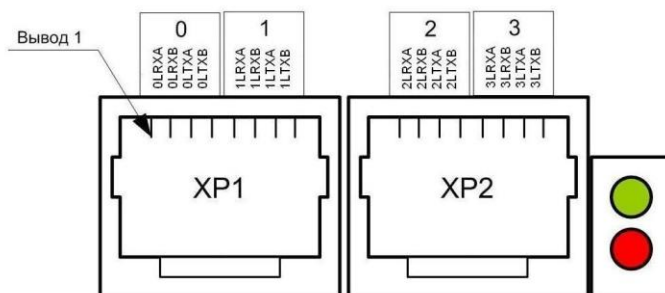 Вывод 1
0
0LRXA
0LRXB
0LTXA
0LTXB
1
1LRXA
1LRXB
1LTXA
1LTXB
2
2LRXA
2LRXB
2LTXA
2LTXB
3
3LRXA
3LRXB
3LTXA
3LTXB
XP1
XP2